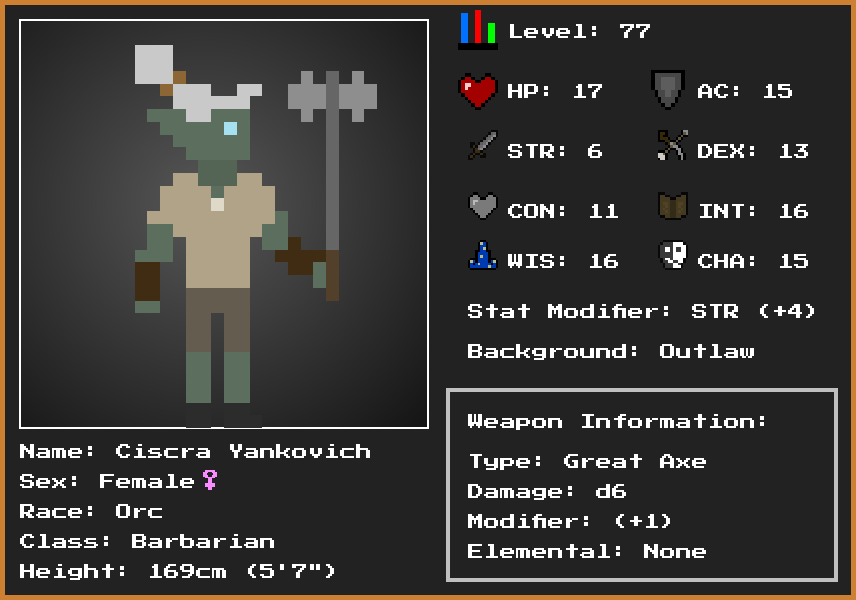 Level: 77
HP: 17
AC: 15
STR: 6
DEX: 13
CON: 11
INT: 16
WIS: 16
CHA: 15
Stat Modifier: STR (+4)
Background: Outlaw
Weapon Information:
Type: Great Axe
Damage: d6
Modifier: (+1)
Elemental: None
Name: Ciscra Yankovich
Sex: Female♀
Race: Orc
Class: Barbarian
Height: 169cm (5'7")